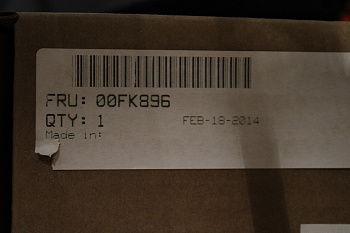 FRU: 00FK896
QTY: 1 FEB-18-2014
Made in: